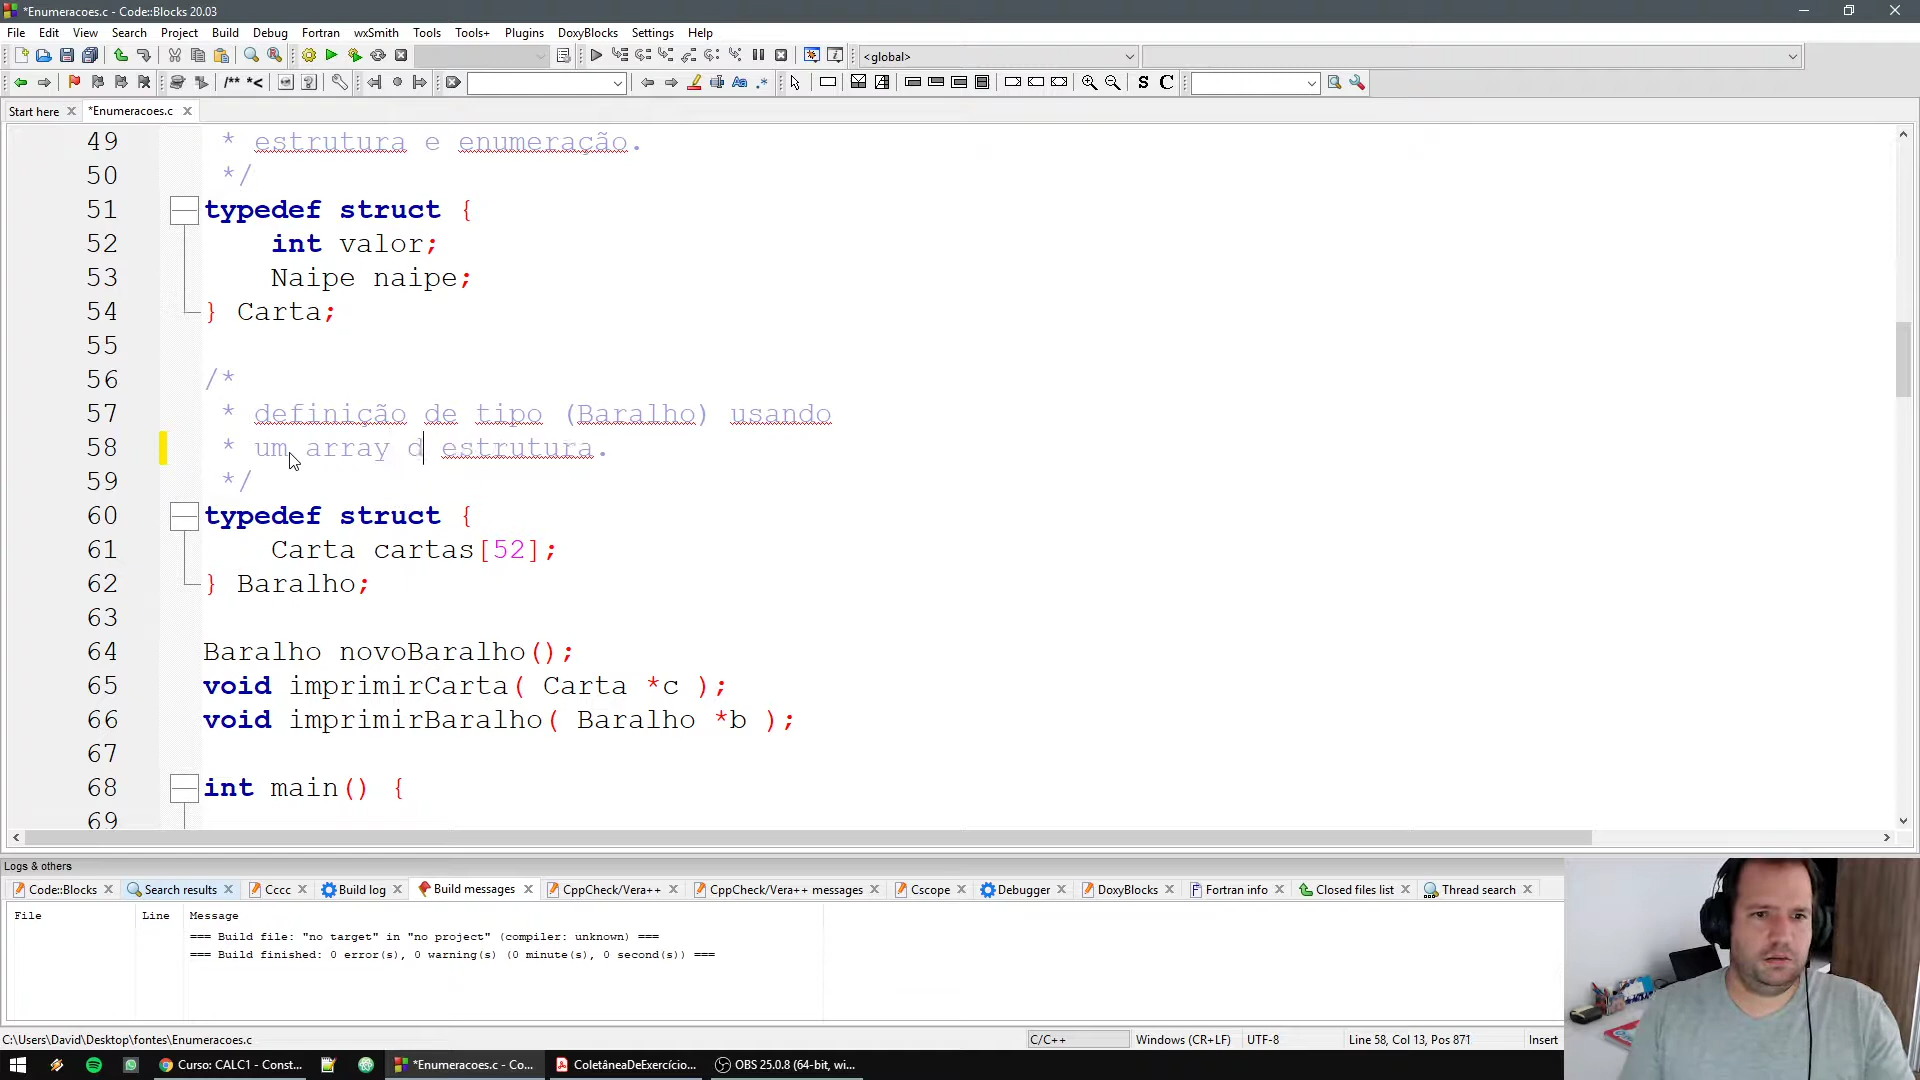 *Enumeracoes.c - Code::Blocks 20.03
File Edit View Search Project Build Debug Fortran wxSmith Tools Tools+ Plugins DoxyBlocks Settings Help
<global>
/** *<
S C
Start here *Enumeracoes.c
49 * estrutura e enumeração.
50 */
51 typedef struct {
52 int valor;
53 Naipe naipe;
54 } Carta;
55
56 /*
57 * definição de tipo (Baralho) usando
58 * um array d estrutura.
59 */
60 typedef struct {
61 Carta cartas[52];
62 } Baralho;
63
64 Baralho novoBaralho();
65 void imprimirCarta( Carta *c );
66 void imprimirBaralho( Baralho *b );
67
68 int main() {
69
Logs & others
Code::Blocks Search results Cccc Build log Build messages CppCheck/Vera++ CppCheck/Vera++ messages Cscope Debugger DoxyBlocks Fortran info Closed files list Thread search
File Line Message
=== Build file: "no target" in "no project" (compiler: unknown) ===
=== Build finished: 0 error(s), 0 warning(s) (0 minute(s), 0 second(s)) ===
C:\Users\David\Desktop\fontes\Enumeracoes.c C/C++ Windows (CR+LF) UTF-8 Line 58, Col 13, Pos 871 Insert
Curso: CALC1 - Const... *Enumeracoes.c - Co... ColetâneaDeExercício... OBS 25.0.8 (64-bit, wi...